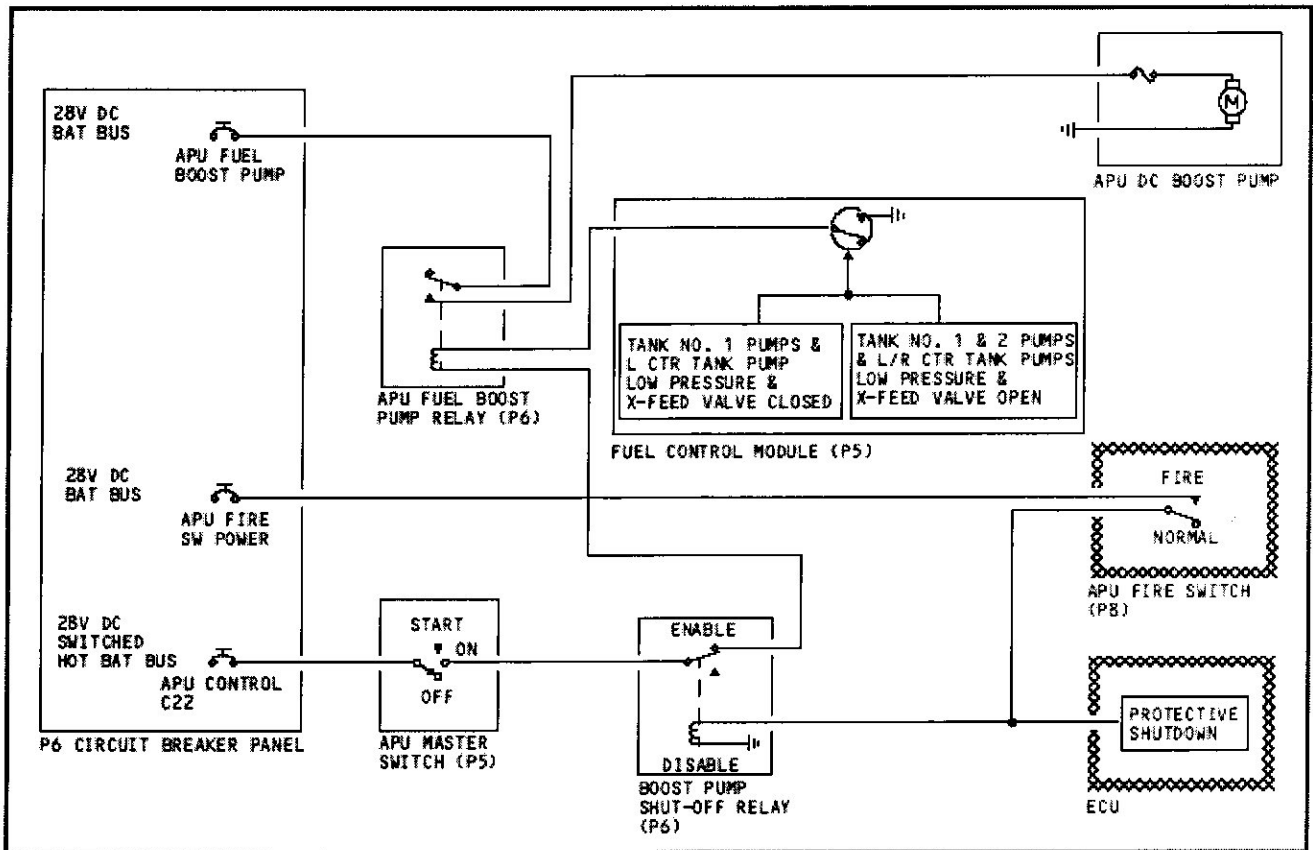 28V DC
BAT BUS
APU FUEL
BOOST PUMP
M
APU DC BOOST PUMP
TANK NO. 1 PUMPS &
L CTR TANK PUMP
LOW PRESSURE &
X-FEED VALVE CLOSED
TANK NO. 1 & 2 PUMPS
& L/R CTR TANK PUMPS
LOW PRESSURE &
X-FEED VALVE OPEN
APU FUEL BOOST
PUMP RELAY (P6)
FUEL CONTROL MODULE (P5)
28V DC
BAT BUS
APU FIRE
SW POWER
FIRE
NORMAL
APU FIRE SWITCH
(P8)
28V DC
SWITCHED
HOT BAT BUS
APU CONTROL
C22
P6 CIRCUIT BREAKER PANEL
START
ON
OFF
APU MASTER
SWITCH (P5)
ENABLE
DISABLE
BOOST PUMP
SHUT-OFF RELAY
(P6)
PROTECTIVE
SHUTDOWN
ECU